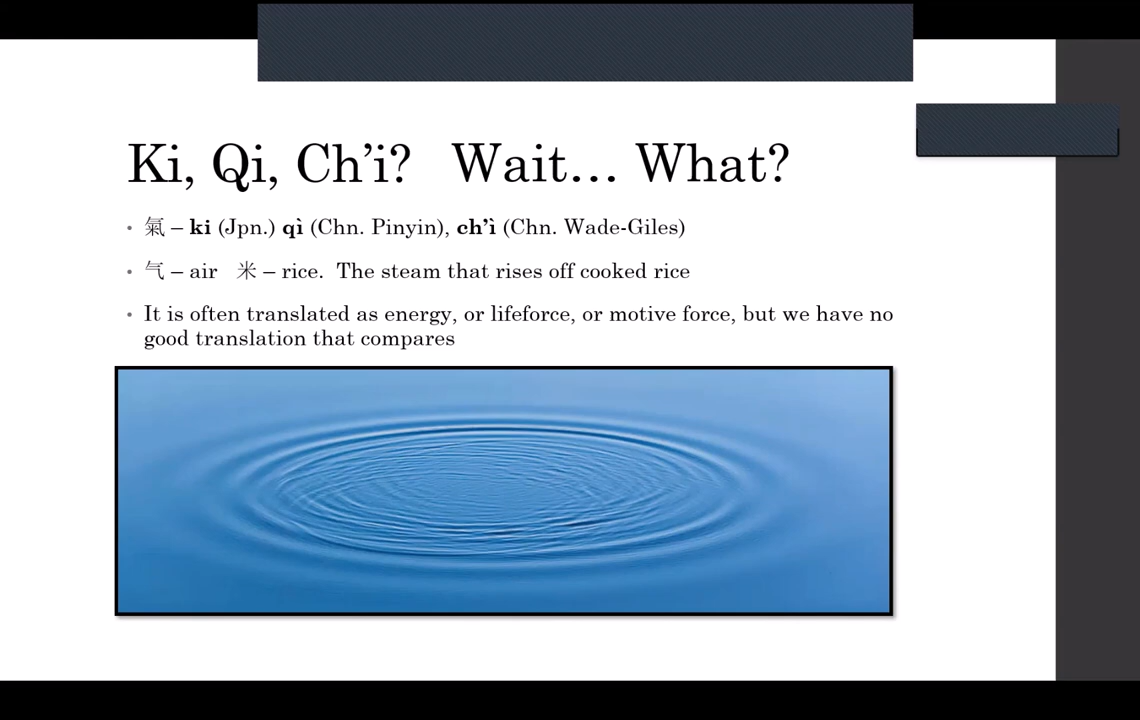 Ki, Qi, Ch’i? Wait… What?
• 氣 – ki (Jpn.) qì (Chn. Pinyin), ch’ì (Chn. Wade-Giles)
• 气 – air 米 – rice. The steam that rises off cooked rice
• It is often translated as energy, or lifeforce, or motive force, but we have no
good translation that compares